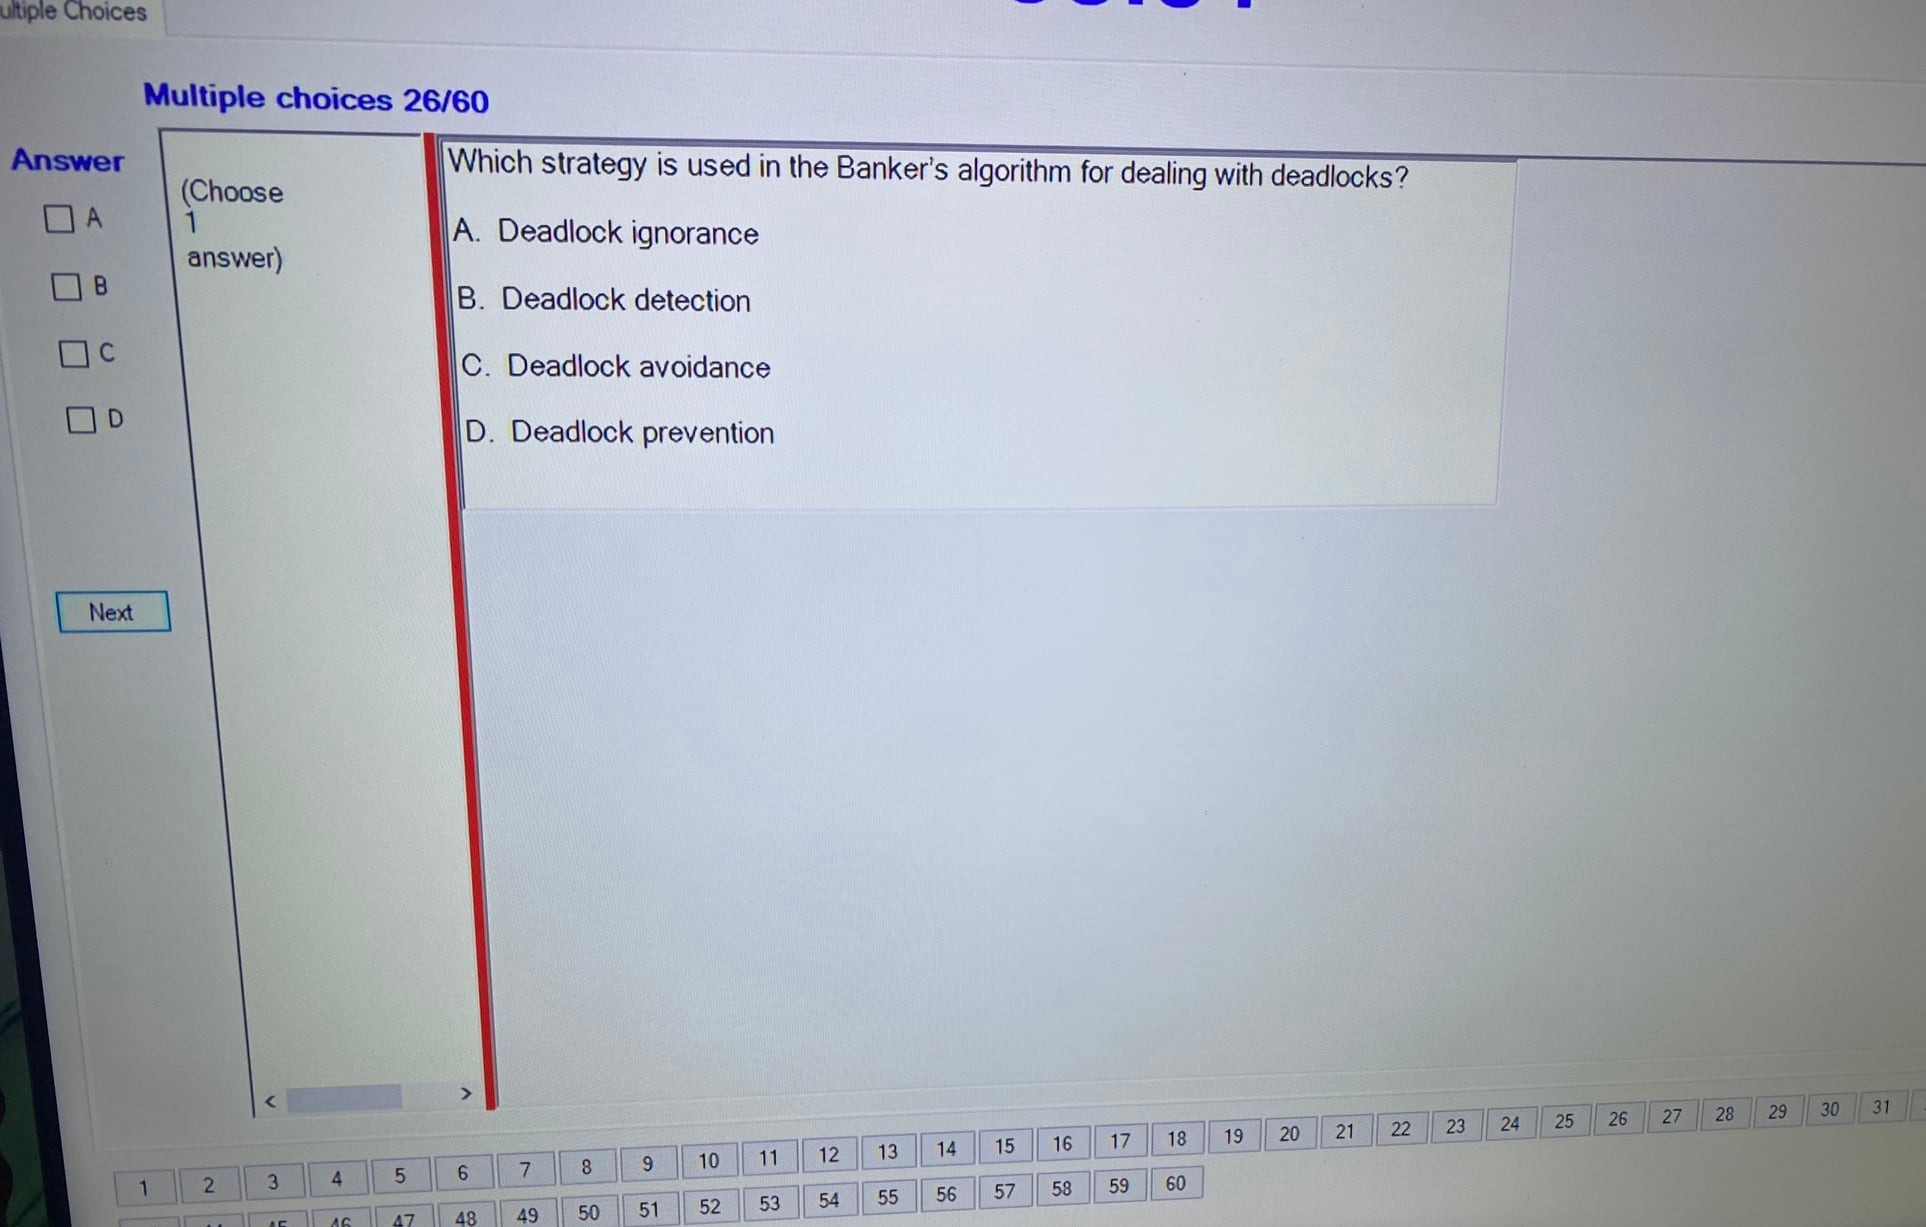 ultiple Choices
Multiple choices 26/60
Answer
A
B
C
D
Next
(Choose
1
answer)
Which strategy is used in the Banker's algorithm for dealing with deadlocks?
A. Deadlock ignorance
B. Deadlock detection
C. Deadlock avoidance
D. Deadlock prevention
< >
1 2 3 4 5 6 7 8 9 10 11 12 13 14 15 16 17 18 19 20 21 22 23 24 25 26 27 28 29 30 31
45 46 47 48 49 50 51 52 53 54 55 56 57 58 59 60